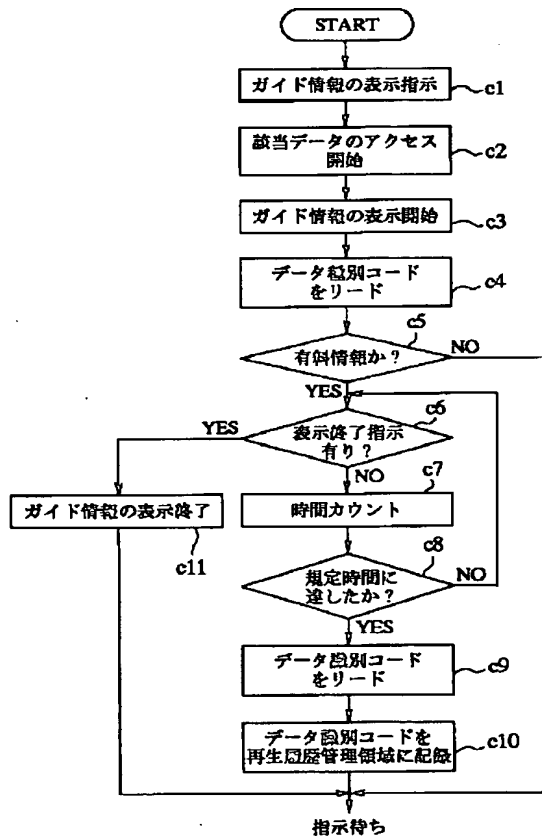 START
ガイド情報の表示指示
c1
該当データのアクセス
開始
c2
ガイド情報の表示開始
c3
データ種別コード
をリード
c4
c5
有料情報か?
NO
YES
c6
YES
表示終了指示
有り?
NO
c7
ガイド情報の表示終了
時間カウント
c11
c8
規定時間に
達したか?
NO
YES
データ識別コード
をリード
c9
データ識別コードを
再生履歴管理領域に記録
c10
指示待ち